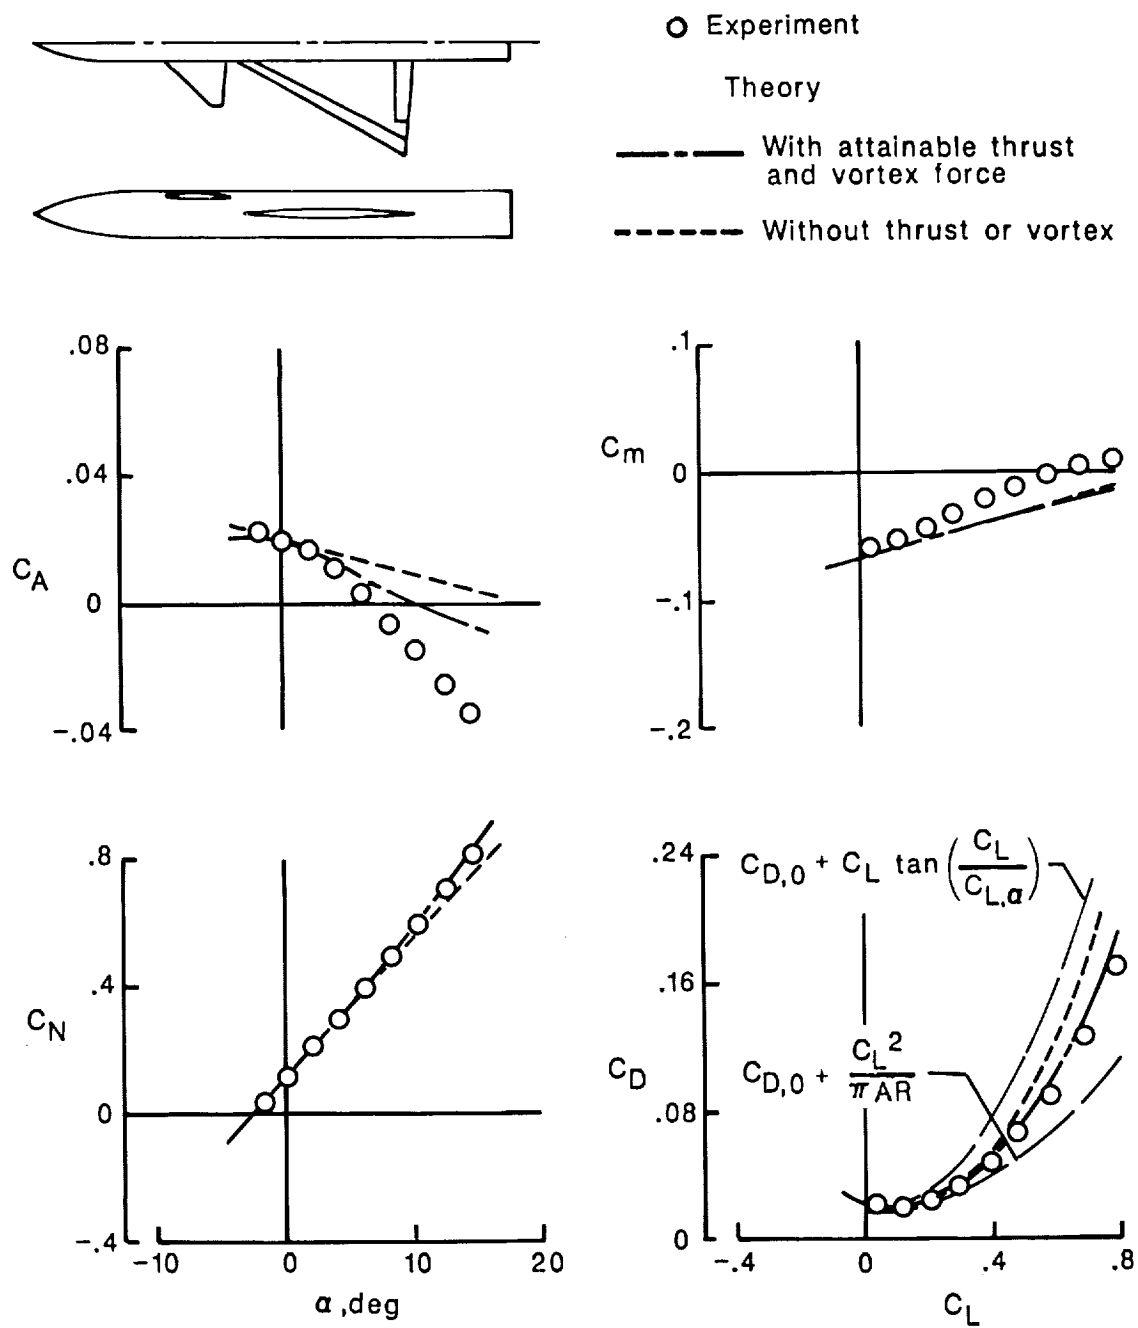 Experiment
Theory
With attainable thrust
and vortex force
Without thrust or vortex
.08
.04
C_A
0
-.04
.1
C_m
0
-.1
-.2
.8
.4
C_N
0
-.4
-10 0 10 20
α,deg
.24
C_D,0 + C_L tan(C_L/C_L,α)
.16
C_D
C_D,0 + C_L²/πAR
.08
0
-.4 0 .4 .8
C_L